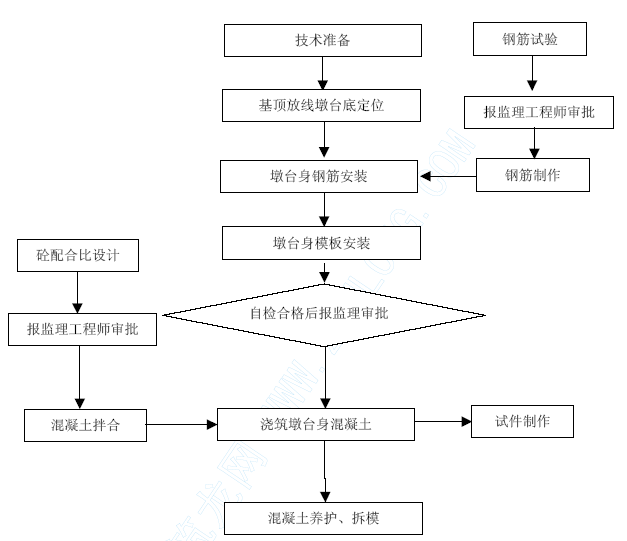 技术准备
钢筋试验
基顶放线墩台底定位
报监理工程师审批
墩台身钢筋安装
钢筋制作
墩台身模板安装
砼配合比设计
自检合格后报监理审批
报监理工程师审批
混凝土拌合
浇筑墩台身混凝土
试件制作
混凝土养护、拆模